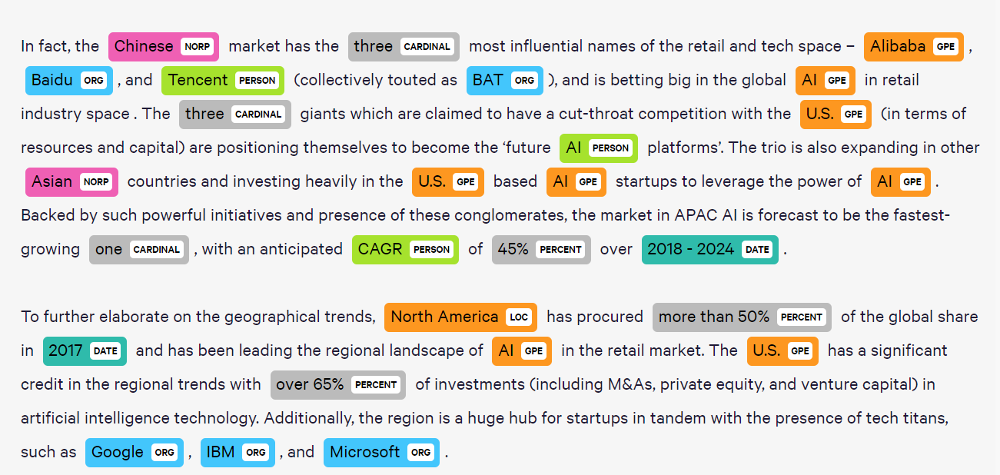 In fact, the Chinese NORP market has the three CARDINAL most influential names of the retail and tech space – Alibaba GPE ,
Baidu ORG , and Tencent PERSON (collectively touted as BAT ORG ), and is betting big in the global AI GPE in retail
industry space . The three CARDINAL giants which are claimed to have a cut-throat competition with the U.S. GPE (in terms of
resources and capital) are positioning themselves to become the ‘future AI PERSON platforms’. The trio is also expanding in other
Asian NORP countries and investing heavily in the U.S. GPE based AI GPE startups to leverage the power of AI GPE .
Backed by such powerful initiatives and presence of these conglomerates, the market in APAC AI is forecast to be the fastest-
growing one CARDINAL , with an anticipated CAGR PERSON of 45% PERCENT over 2018 - 2024 DATE .
To further elaborate on the geographical trends, North America LOC has procured more than 50% PERCENT of the global share
in 2017 DATE and has been leading the regional landscape of AI GPE in the retail market. The U.S. GPE has a significant
credit in the regional trends with over 65% PERCENT of investments (including M&As, private equity, and venture capital) in
artificial intelligence technology. Additionally, the region is a huge hub for startups in tandem with the presence of tech titans,
such as Google ORG , IBM ORG , and Microsoft ORG .